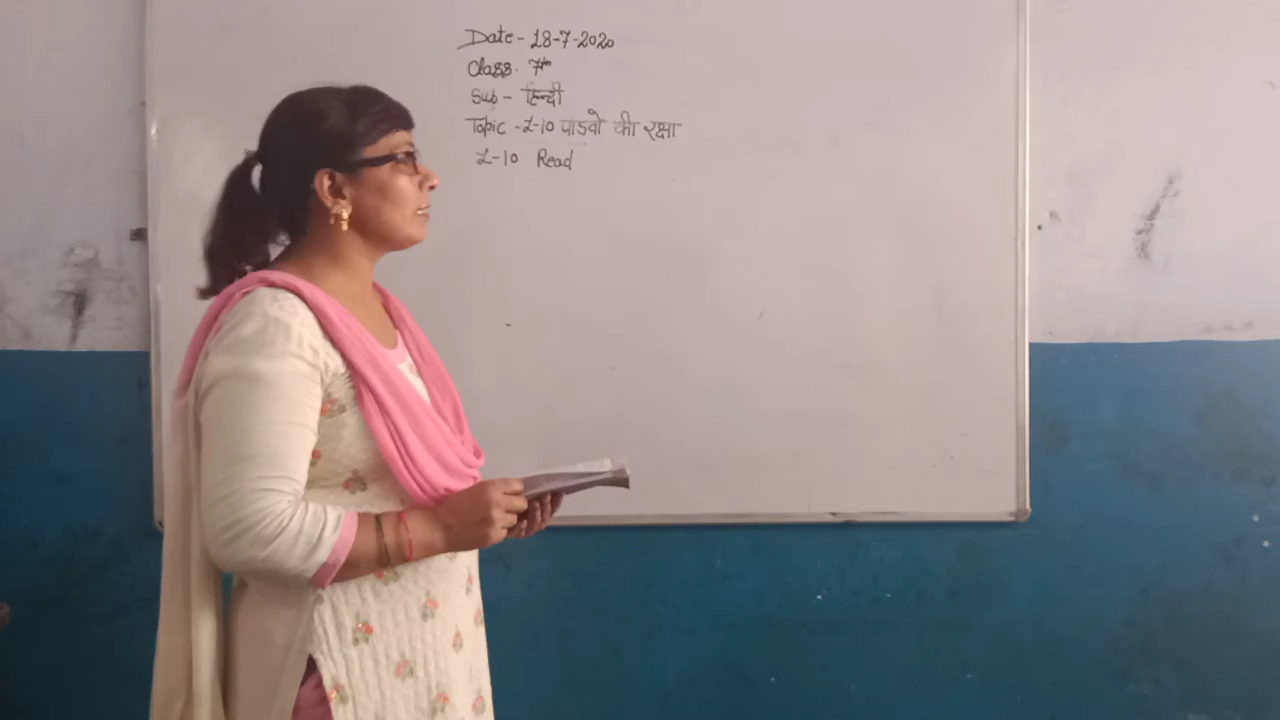 Date - 18-7-2020
Class - 7th
Sub - हिन्दी
Topic - L-10 पांडवो की रक्षा
L-10 Read